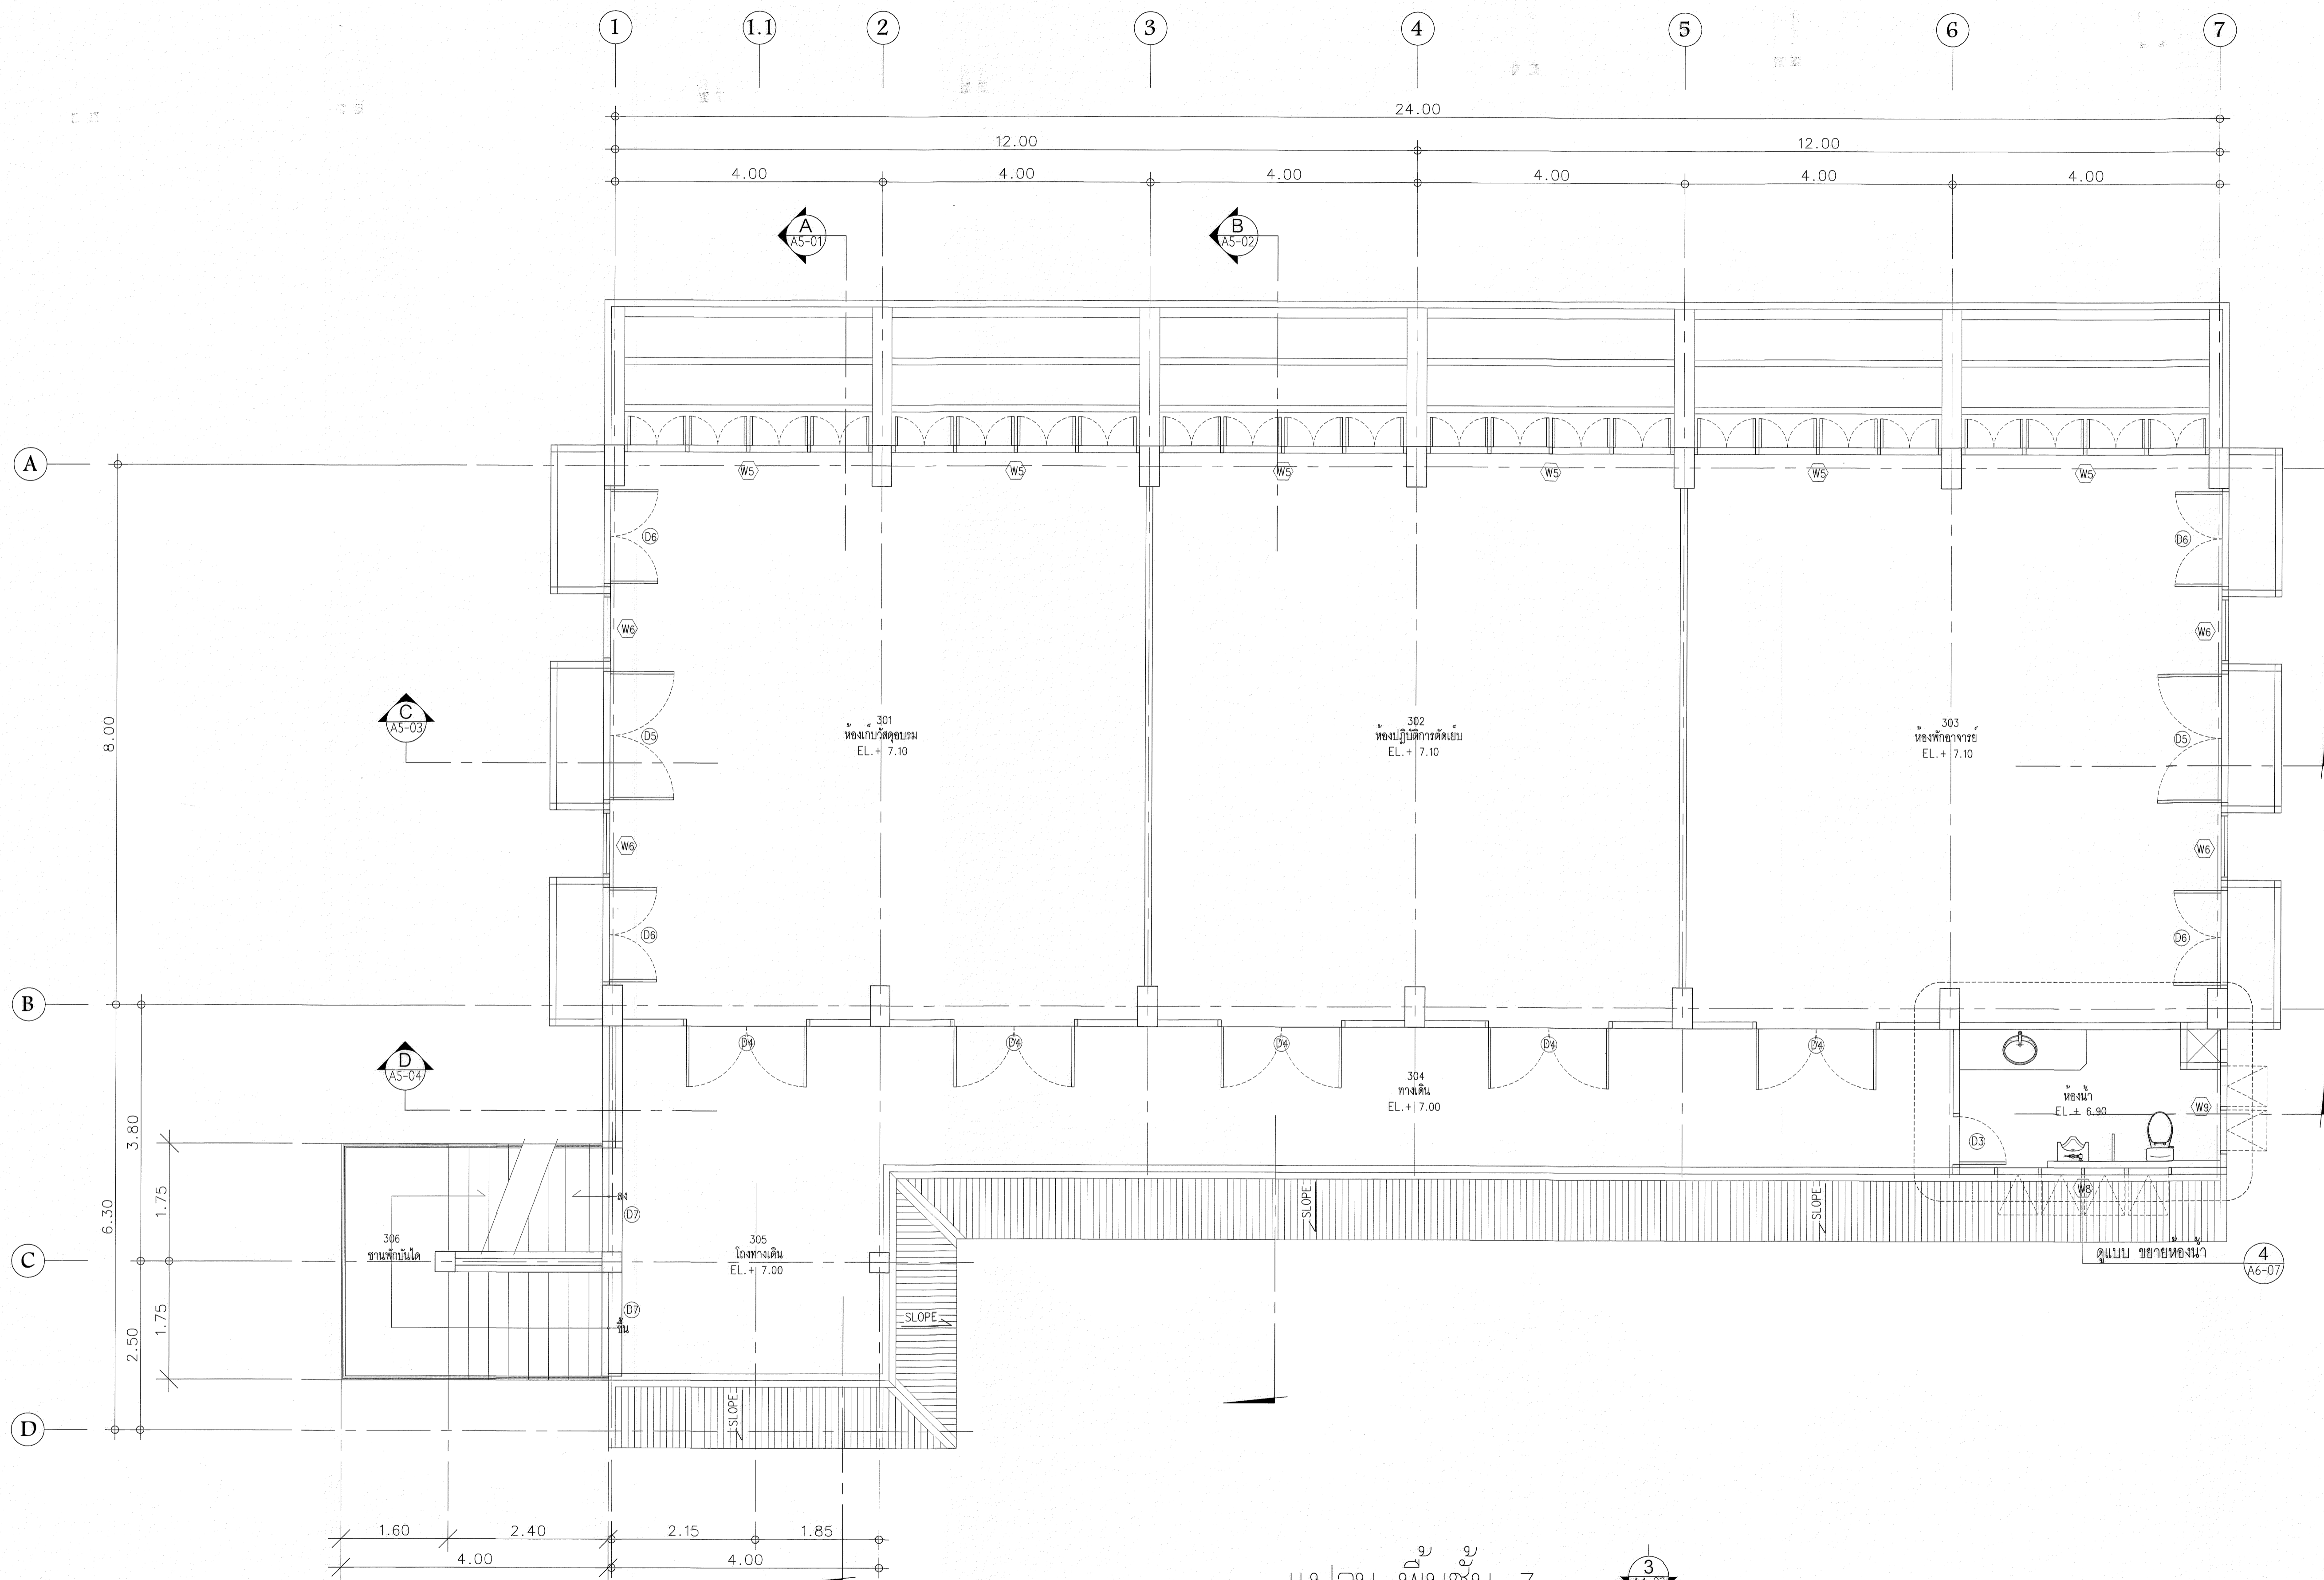 1 1.1 2 3 4 5 6 7
24.00
12.00 12.00
4.00 4.00 4.00 4.00 4.00 4.00
A
A5-01
B
A5-02
A
W5 W5 W5 W5 W5 W5
D6 D6
W6 W6
8.00
C
A5-03
D5 D5
301
ห้องเก็บวัสดุอบรม
EL.+ 7.10
302
ห้องปฏิบัติการตัดเย็บ
EL.+ 7.10
303
ห้องพักอาจารย์
EL.+ 7.10
W6 W6
D6 D6
B
D4 D4 D4 D4 D4
D
A5-04
304
ทางเดิน
EL.+ 7.00
ห้องน้ำ
EL.+ 6.90
W9
D3
3.80
1.75
6.30
ลง
D7
SLOPE SLOPE
W8
306
ชานพักบันได
305
โถงทางเดิน
EL.+ 7.00
C
ดูแบบ ขยายห้องน้ำ
4
A6-07
D7
ขึ้น
SLOPE
1.75
2.50
SLOPE
D
1.60 2.40 2.15 1.85
4.00 4.00
3